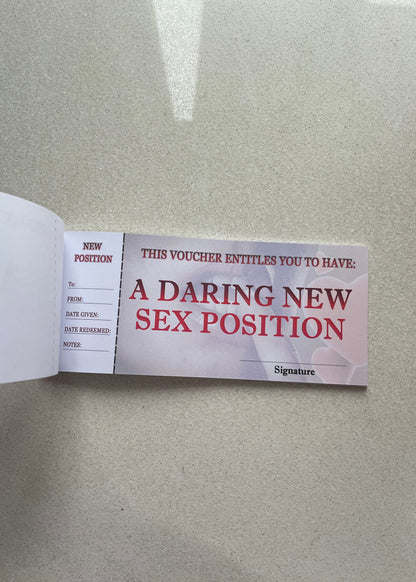 NEW
POSITION
To:
FROM:
DATE GIVEN:
DATE REDEEMED:
NOTES:
THIS VOUCHER ENTITLES YOU TO HAVE:
A DARING NEW
SEX POSITION
Signature